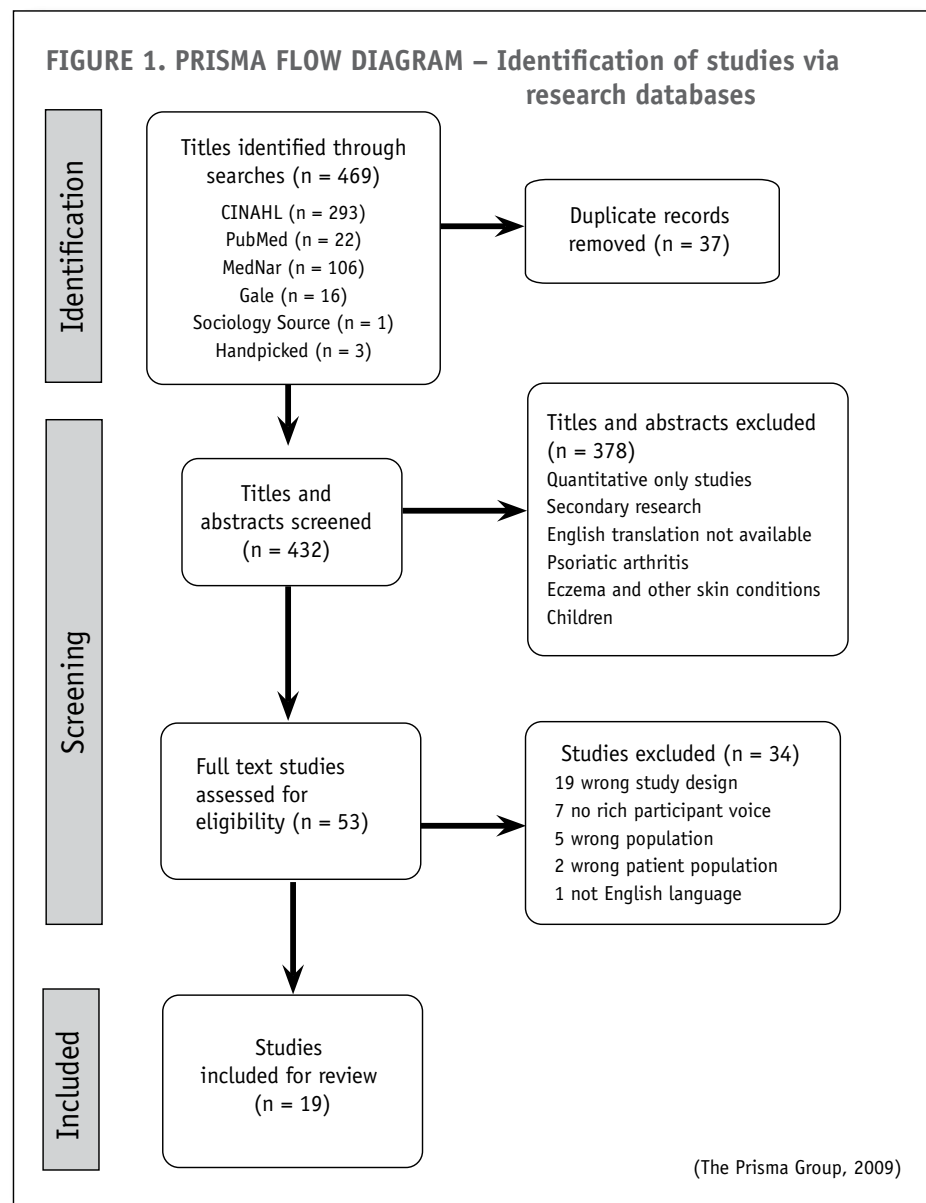 FIGURE 1. PRISMA FLOW DIAGRAM – Identification of studies via
research databases
Identification
Titles identified through
searches (n = 469)
CINAHL (n = 293)
PubMed (n = 22)
MedNar (n = 106)
Gale (n = 16)
Sociology Source (n = 1)
Handpicked (n = 3)
Duplicate records
removed (n = 37)
Screening
Titles and
abstracts screened
(n = 432)
Titles and abstracts excluded
(n = 378)
Quantitative only studies
Secondary research
English translation not available
Psoriatic arthritis
Eczema and other skin conditions
Children
Full text studies
assessed for
eligibility (n = 53)
Studies excluded (n = 34)
19 wrong study design
7 no rich participant voice
5 wrong population
2 wrong patient population
1 not English language
Included
Studies
included for review
(n = 19)
(The Prisma Group, 2009)